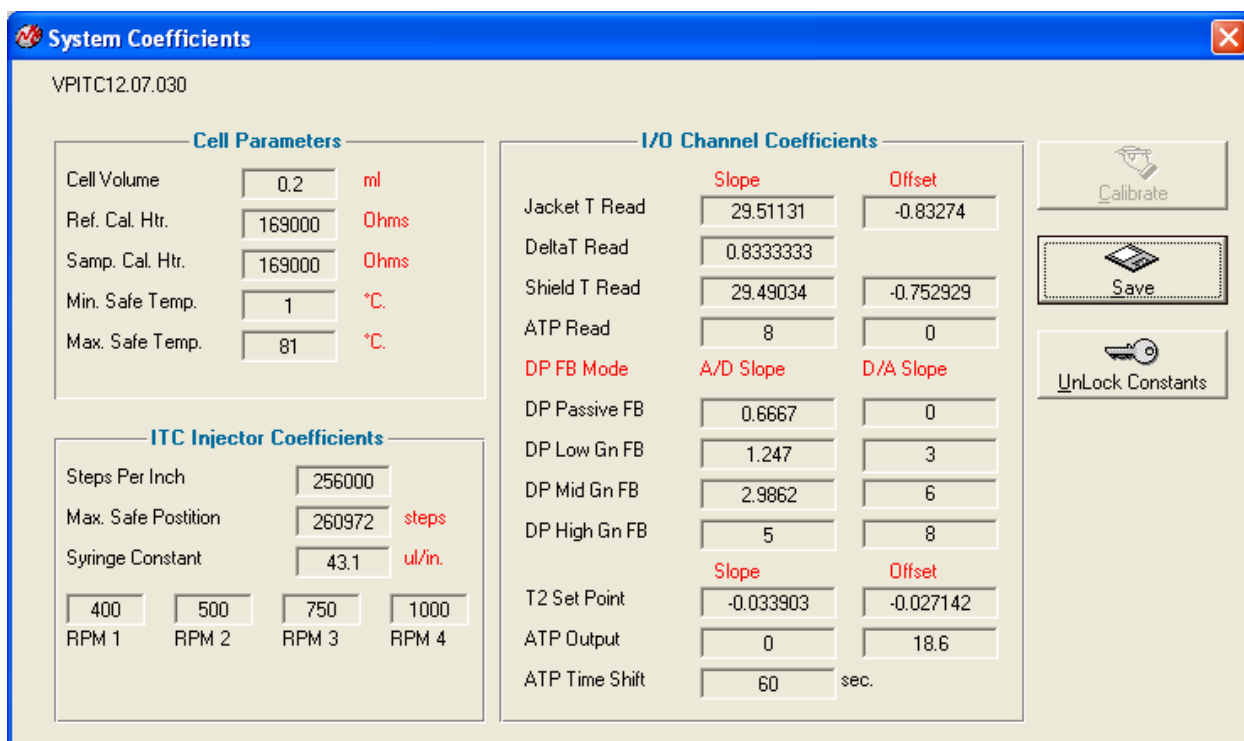 System Coefficients
VPITC12.07.030
Cell Parameters
Cell Volume 0.2 ml
Ref. Cal. Htr. 169000 Ohms
Samp. Cal. Htr. 169000 Ohms
Min. Safe Temp. 1 °C.
Max. Safe Temp. 81 °C.
ITC Injector Coefficients
Steps Per Inch 256000
Max. Safe Postition 260972 steps
Syringe Constant 43.1 ul/in.
400 500 750 1000
RPM 1 RPM 2 RPM 3 RPM 4
I/O Channel Coefficients
Slope Offset
Jacket T Read 29.51131 -0.83274
DeltaT Read 0.8333333
Shield T Read 29.49034 -0.752929
ATP Read 8 0
DP FB Mode A/D Slope D/A Slope
DP Passive FB 0.6667 0
DP Low Gn FB 1.247 3
DP Mid Gn FB 2.9862 6
DP High Gn FB 5 8
Slope Offset
T2 Set Point -0.033903 -0.027142
ATP Output 0 18.6
ATP Time Shift 60 sec.
Calibrate
Save
UnLock Constants